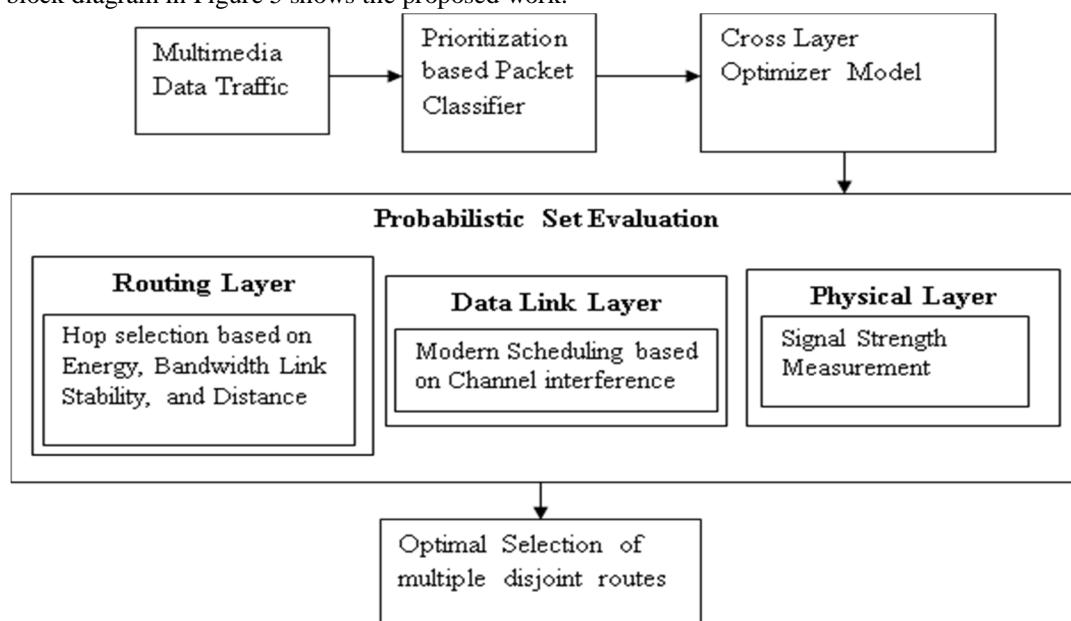 block diagram in Figure 3 shows the proposed work.
Multimedia
Data Traffic
Prioritization
based Packet
Classifier
Cross Layer
Optimizer Model
Probabilistic Set Evaluation
Routing Layer
Hop selection based on
Energy, Bandwidth Link
Stability, and Distance
Data Link Layer
Modern Scheduling based
on Channel interference
Physical Layer
Signal Strength
Measurement
Optimal Selection of
multiple disjoint routes